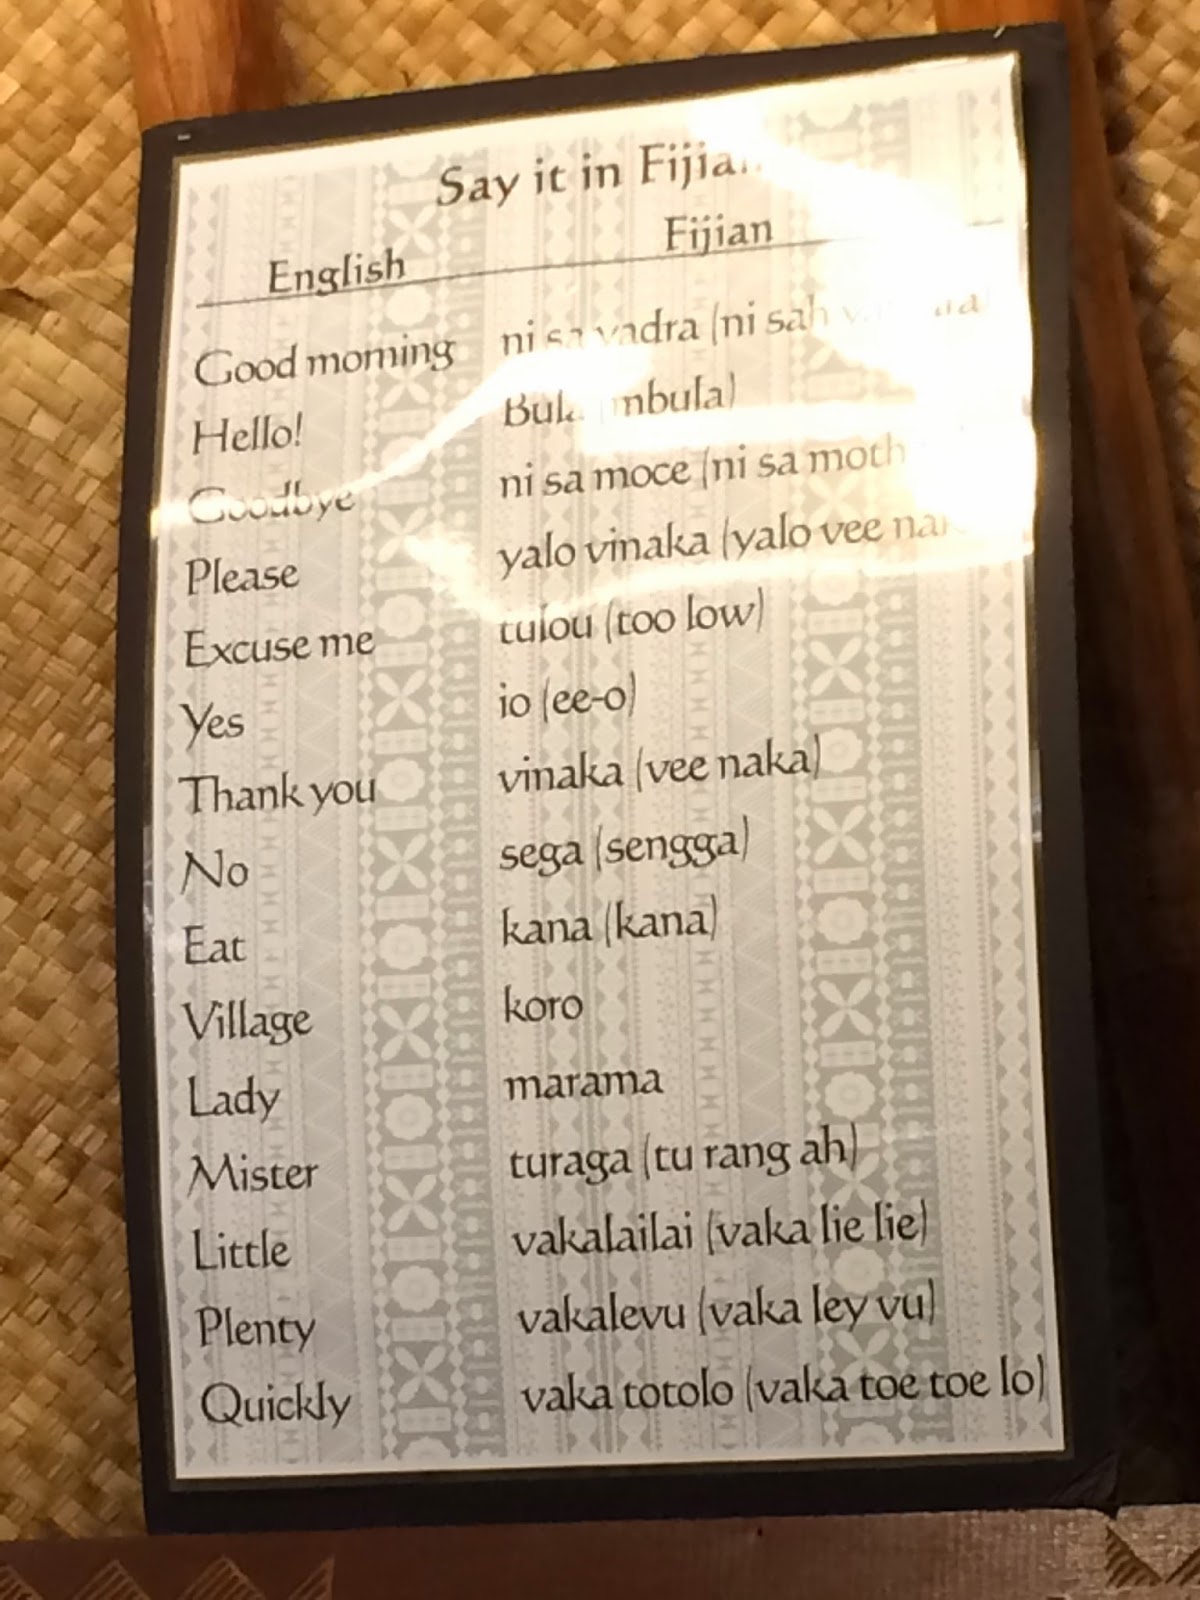 Say it in
English Fijian
Good morning ni sa vadra (ni sah
Hello! Bula (mbula)
Goodbye ni sa moce (ni sa
Please yalo vinaka (yalo vee
Excuse me tulou (too low)
Yes io (ee-o)
Thank you vinaka (vee naka)
No sega (sengga)
Eat kana (kana)
Village koro
Lady marama
Mister turaga (tu rang ah)
Little vakalailai (vaka lie lie)
Plenty vakalevu (vaka ley vu)
Quickly vaka totolo (vaka toe toe lo)